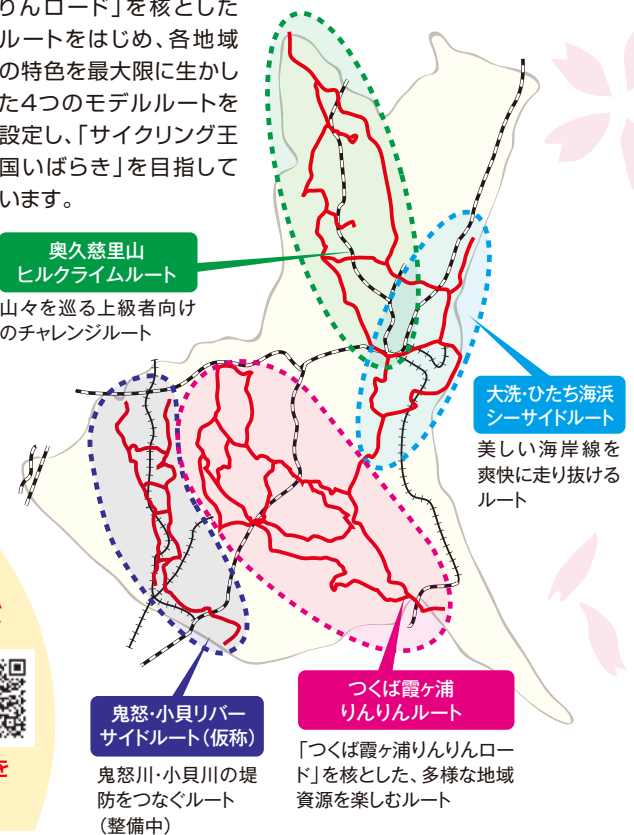 りんロード」を核とした
ルートをはじめ、各地域
の特色を最大限に生かし
た4つのモデルルートを
設定し、「サイクリング王
国いばらき」を目指して
います。
奥久慈里山
ヒルクライムルート
山々を巡る上級者向け
のチャレンジルート
大洗・ひたち海浜
シーサイドルート
美しい海岸線を
爽快に走り抜ける
ルート
つくば霞ヶ浦
りんりんルート
「つくば霞ヶ浦りんりんロー
ド」を核とした、多様な地域
資源を楽しむルート
鬼怒・小貝リバー
サイドルート(仮称)
鬼怒川・小貝川の堤
防をつなぐルート
(整備中)
を